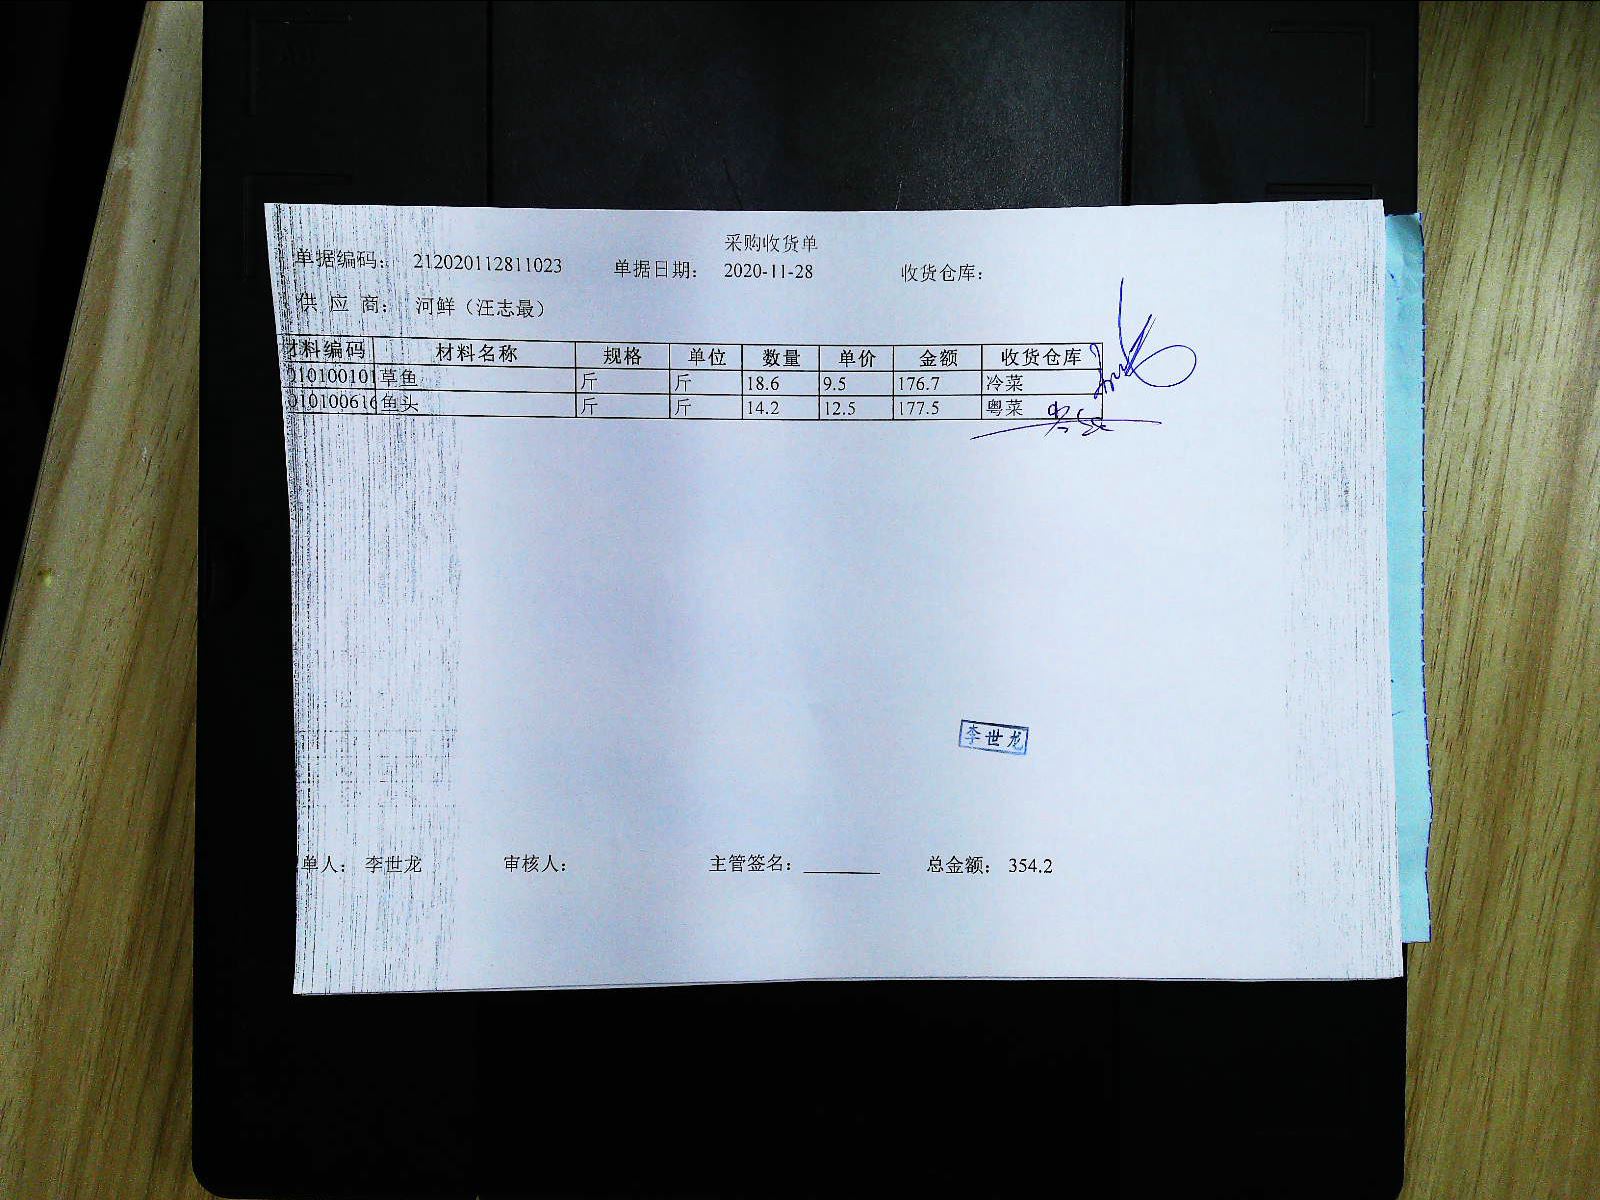 采购收货单
单据编码： 212020112811023 单据日期： 2020-11-28 收货仓库：
供 应 商： 河鲜（汪志最）
材料编码 材料名称 规格 单位 数量 单价 金额 收货仓库
010100101 草鱼 斤 斤 18.6 9.5 176.7 冷菜
010100616 鱼头 斤 斤 14.2 12.5 177.5 粤菜
李世龙
单人： 李世龙 审核人： 主管签名： 总金额： 354.2